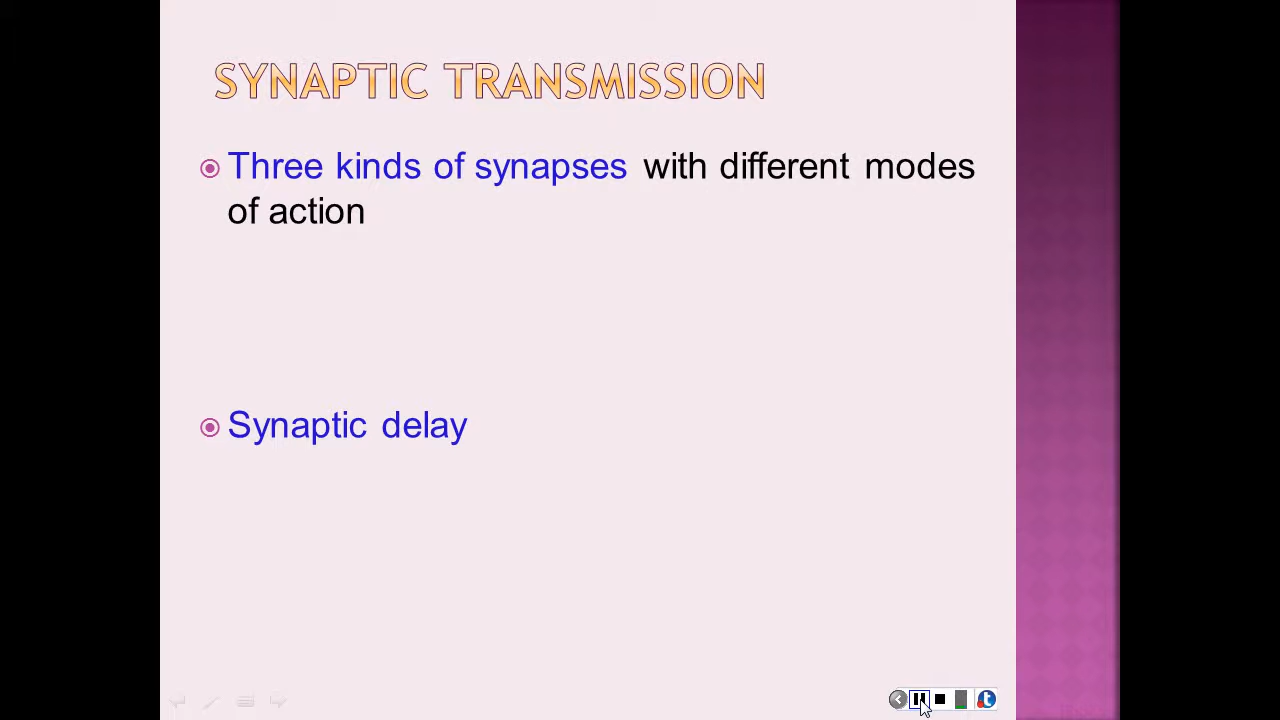 SYNAPTIC TRANSMISSION
Three kinds of synapses with different modes
of action
Synaptic delay